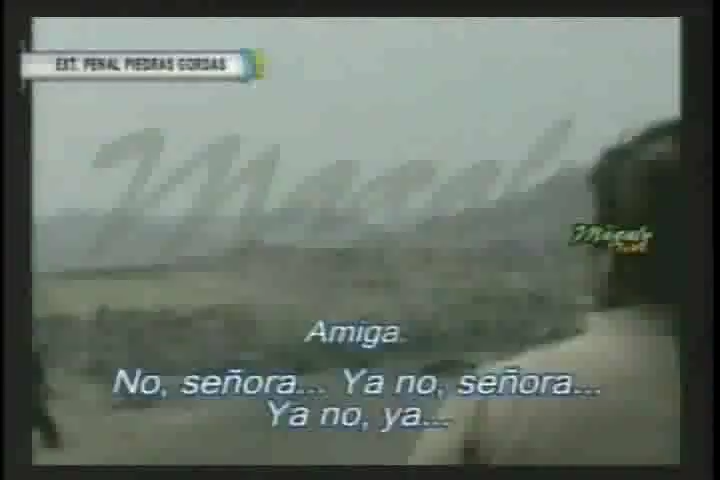 EXT. PENAL PIEDRAS GORDAS
Amiga.
No, señora... Ya no, señora...
Ya no, ya...